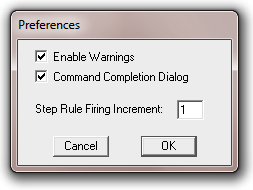 Preferences
Enable Warnings
Command Completion Dialog
Step Rule Firing Increment: 1
Cancel OK